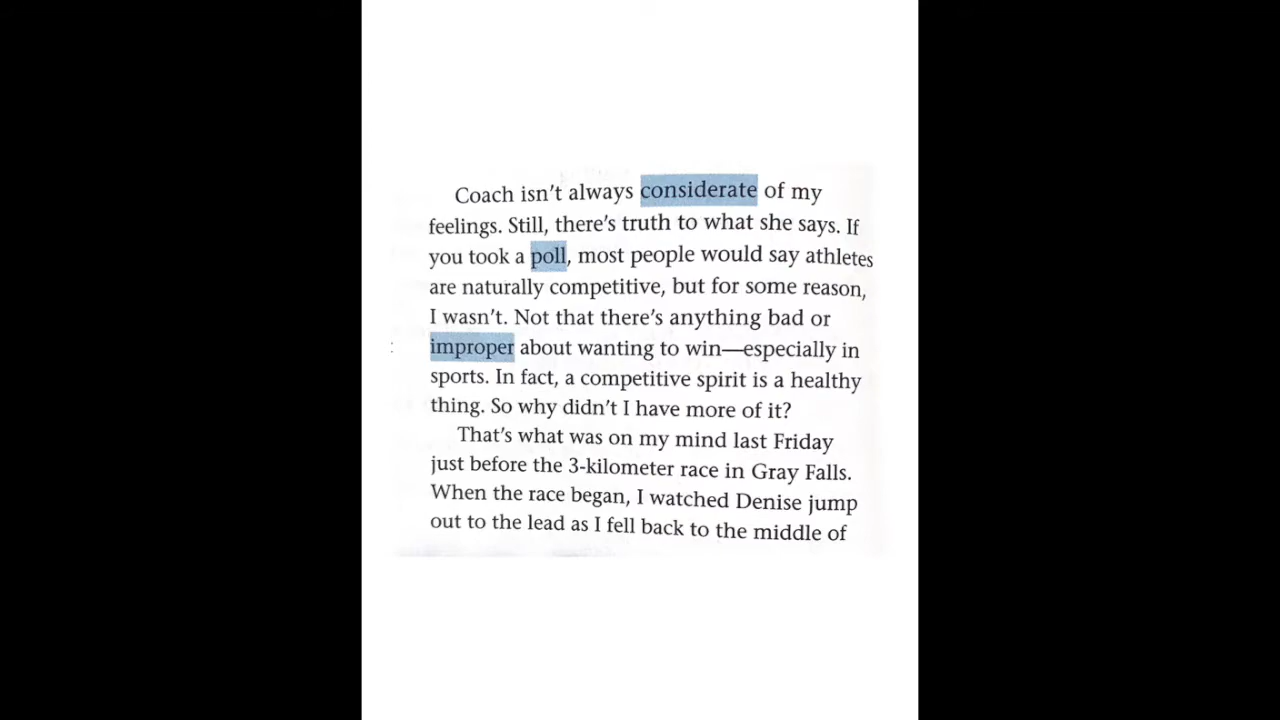 Coach isn't always considerate of my
feelings. Still, there's truth to what she says. If
you took a poll, most people would say athletes
are naturally competitive, but for some reason,
I wasn't. Not that there's anything bad or
improper about wanting to win—especially in
sports. In fact, a competitive spirit is a healthy
thing. So why didn't I have more of it?
That's what was on my mind last Friday
just before the 3-kilometer race in Gray Falls.
When the race began, I watched Denise jump
out to the lead as I fell back to the middle of